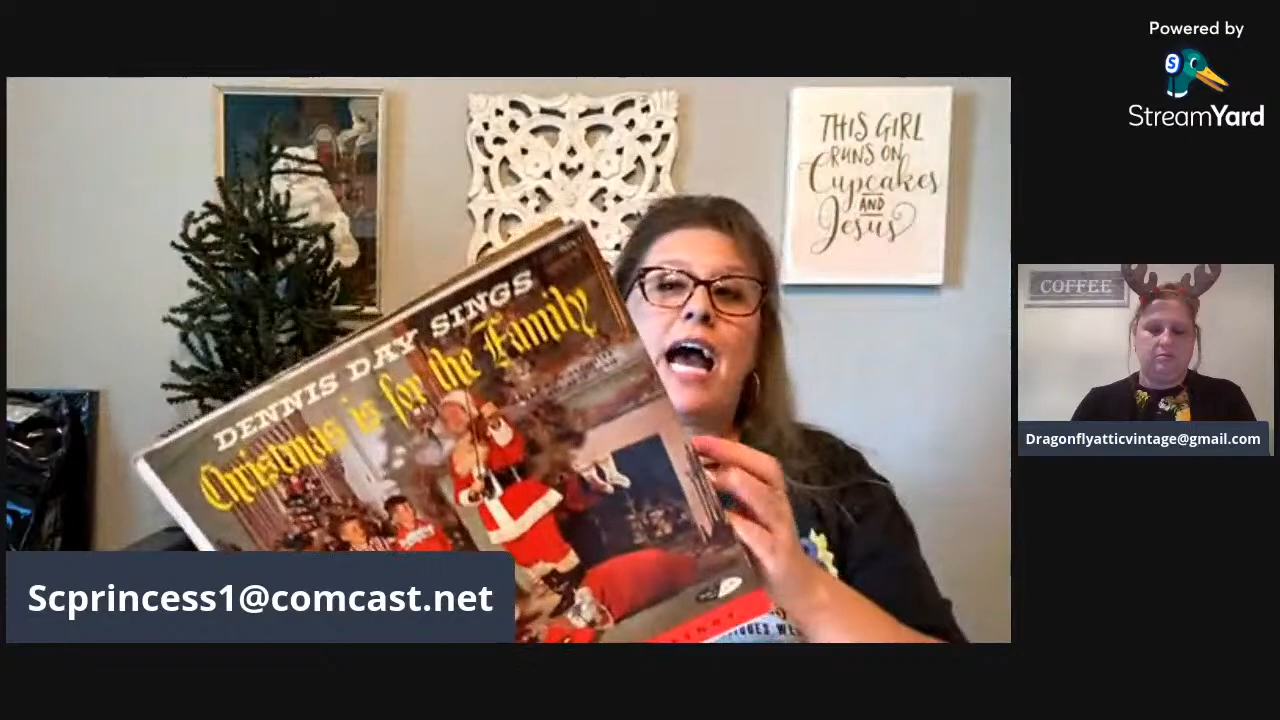 Powered by
StreamYard
THIS GIRL
RUNS ON
Cupcakes
AND
Jesus
COFFEE
DENNIS DAY SINGS
Christmas is for the Family
Dragonflyatticvintage@gmail.com
Scprincess1@comcast.net